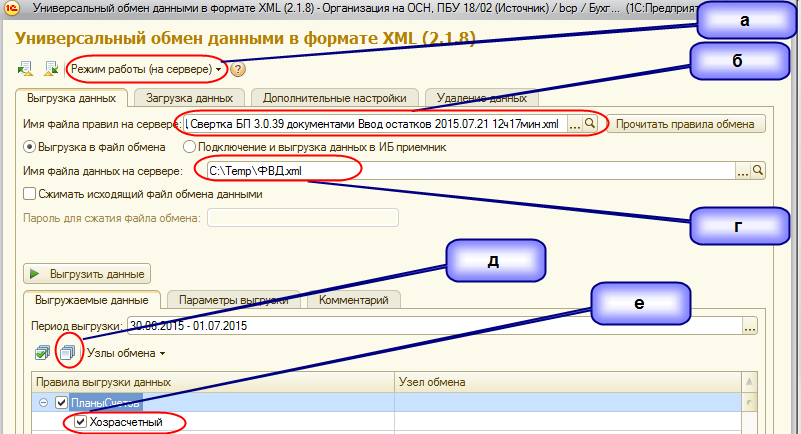 Универсальный обмен данными в формате XML (2.1.8) - Организация на ОСН, ПБУ 18/02 (Источник) / bcp / Бухг... (1С:Предприят
а
Универсальный обмен данными в формате XML (2.1.8)
Режим работы (на сервере)
?
б
Выгрузка данных Загрузка данных Дополнительные настройки Удаление данных
Имя файла правил на сервере: Свертка БП 3.0.39 документами Ввод остатков 2015.07.21 12ч17мин.xml ... Прочитать правила обмена
Выгрузка в файл обмена Подключение и выгрузка данных в ИБ приемник
Имя файла данных на сервере: C:\Temp\ФВД.xml ...
Сжимать исходящий файл обмена данными
Пароль для сжатия файла обмена:
г
д
Выгрузить данные
Выгружаемые данные Параметры выгрузки Комментарий
е
Период выгрузки: 30.06.2015 - 01.07.2015 ...
Узлы обмена
Правила выгрузки данных Узел обмена
ПланыСчетов
Хозрасчетный